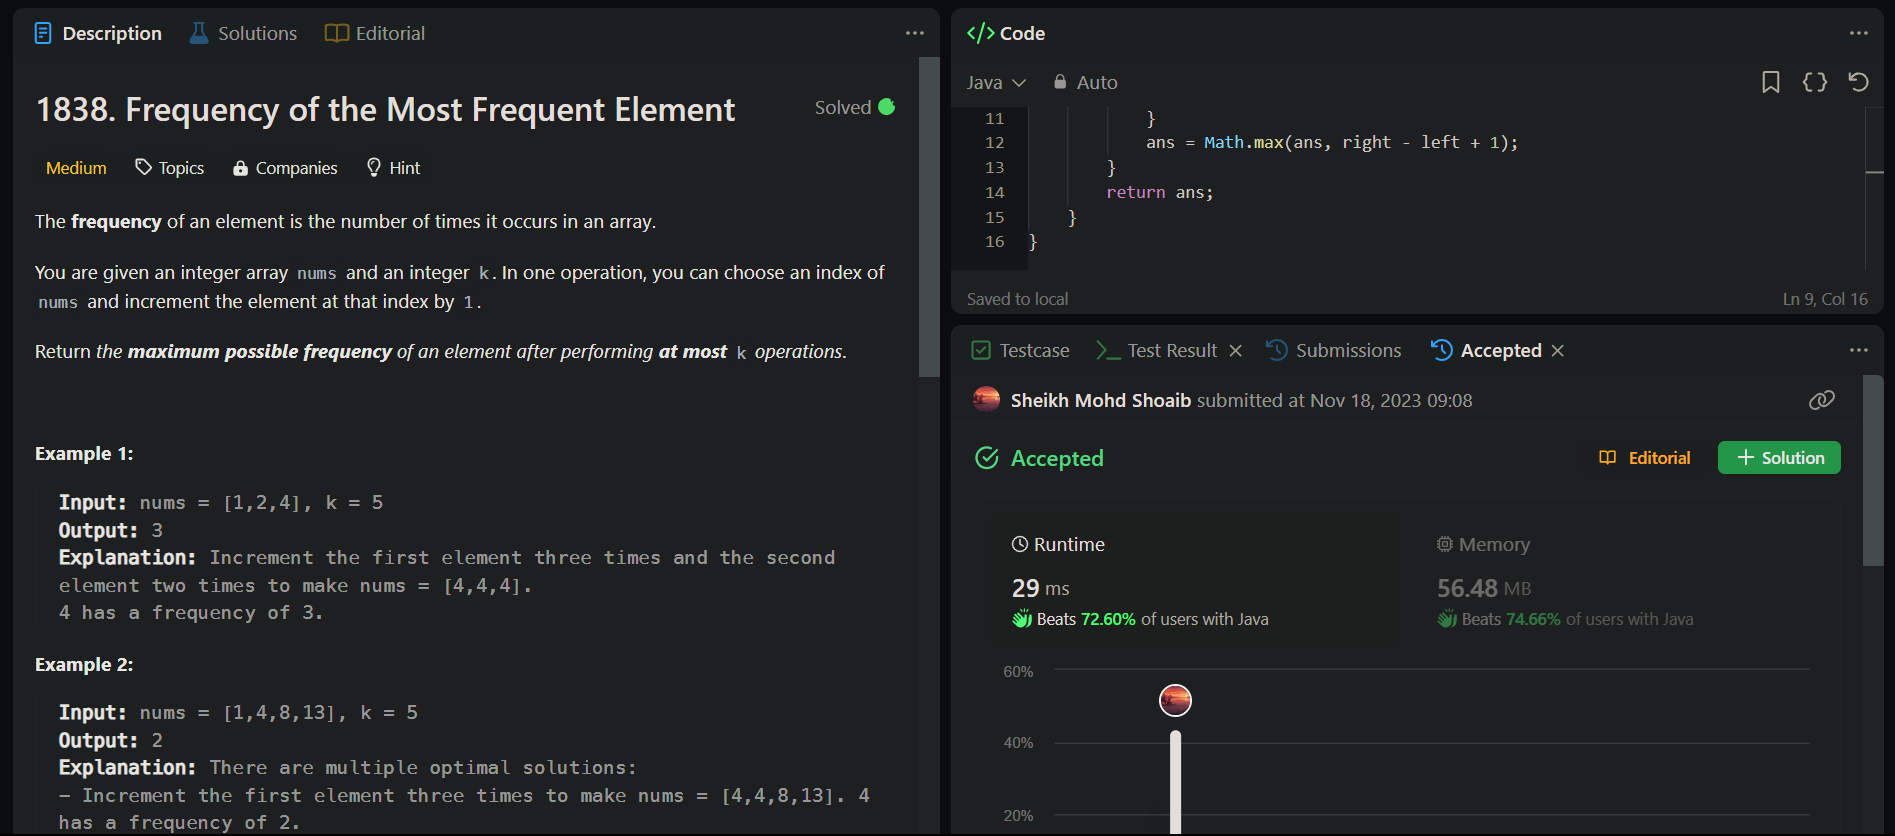 Description Solutions Editorial
1838. Frequency of the Most Frequent Element
Solved
Medium Topics Companies Hint
The frequency of an element is the number of times it occurs in an array.
You are given an integer array nums and an integer k. In one operation, you can choose an index of
nums and increment the element at that index by 1.
Return the maximum possible frequency of an element after performing at most k operations.
Example 1:
Input: nums = [1,2,4], k = 5
Output: 3
Explanation: Increment the first element three times and the second
element two times to make nums = [4,4,4].
4 has a frequency of 3.
Example 2:
Input: nums = [1,4,8,13], k = 5
Output: 2
Explanation: There are multiple optimal solutions:
- Increment the first element three times to make nums = [4,4,8,13]. 4
has a frequency of 2.
</> Code
Java Auto
11 }
12 ans = Math.max(ans, right - left + 1);
13 }
14 return ans;
15 }
16 }
Saved to local Ln 9, Col 16
Testcase Test Result Submissions Accepted
Sheikh Mohd Shoaib submitted at Nov 18, 2023 09:08
Accepted
Editorial + Solution
Runtime
29 ms
Beats 72.60% of users with Java
Memory
56.48 MB
Beats 74.66% of users with Java
60%
40%
20%